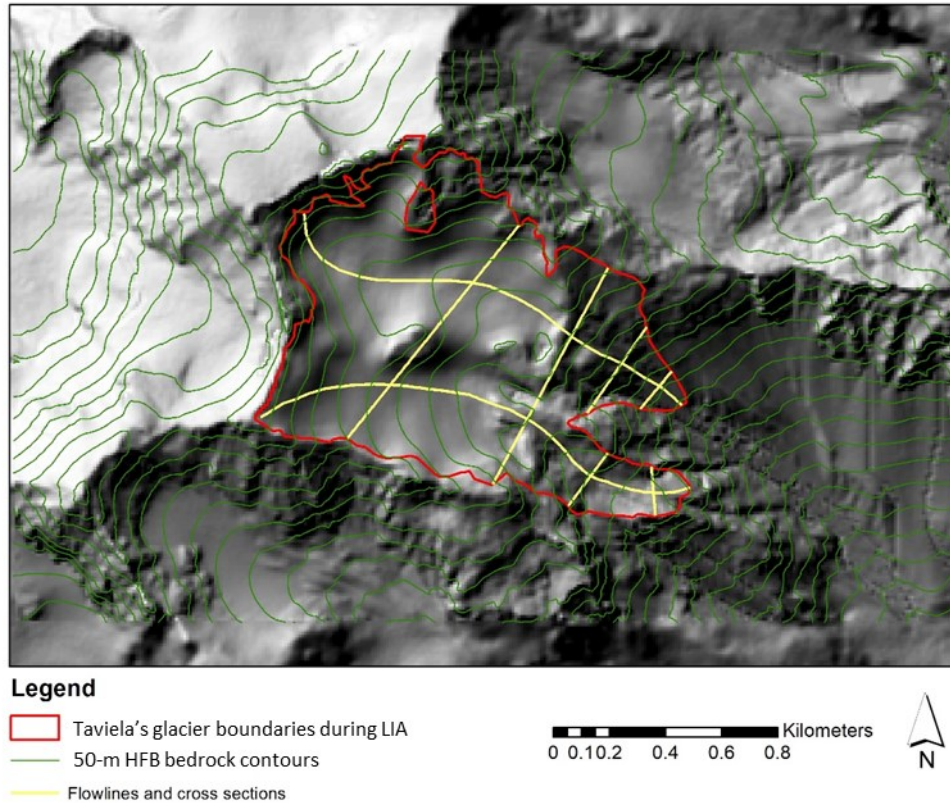 Legend
Taviela's glacier boundaries during LIA
50-m HFB bedrock contours
Flowlines and cross sections
Kilometers
0 0.10.2 0.4 0.6 0.8
N